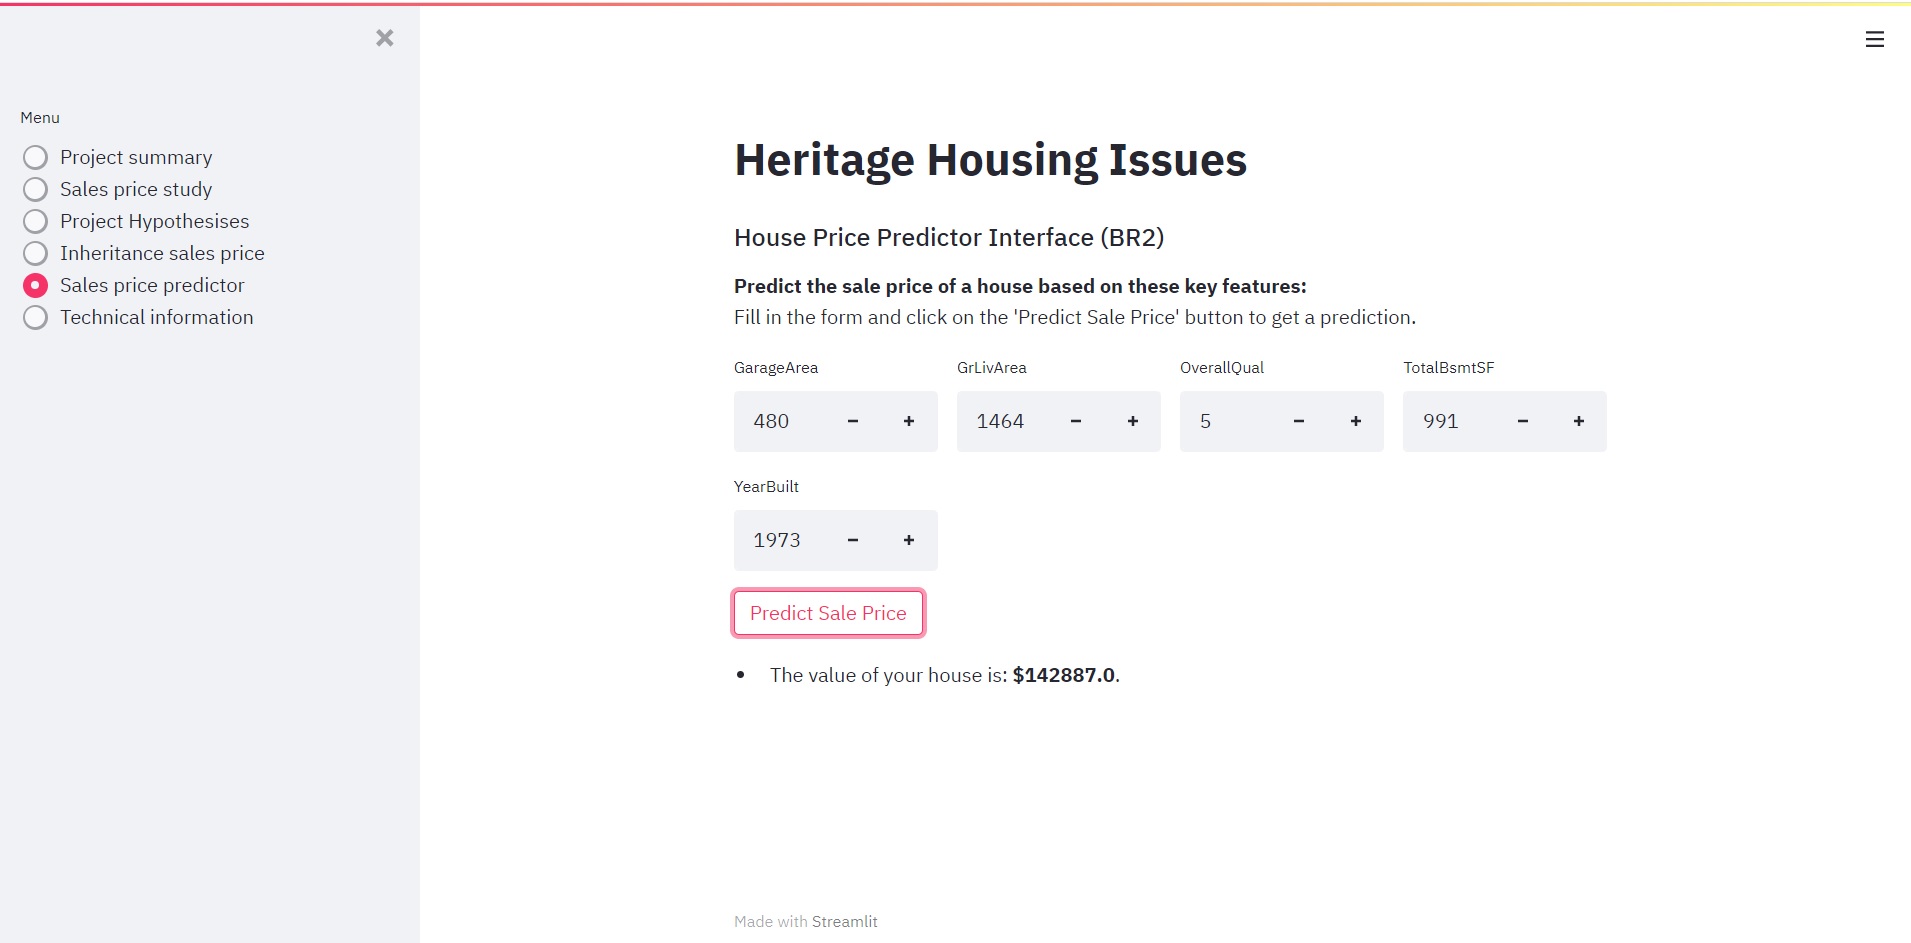 Menu
Project summary
Sales price study
Project Hypothesises
Inheritance sales price
Sales price predictor
Technical information
Heritage Housing Issues
House Price Predictor Interface (BR2)
Predict the sale price of a house based on these key features:
Fill in the form and click on the 'Predict Sale Price' button to get a prediction.
GarageArea GrLivArea OverallQual TotalBsmtSF
480 1464 5 991
YearBuilt
1973
Predict Sale Price
The value of your house is: $142887.0.
Made with Streamlit